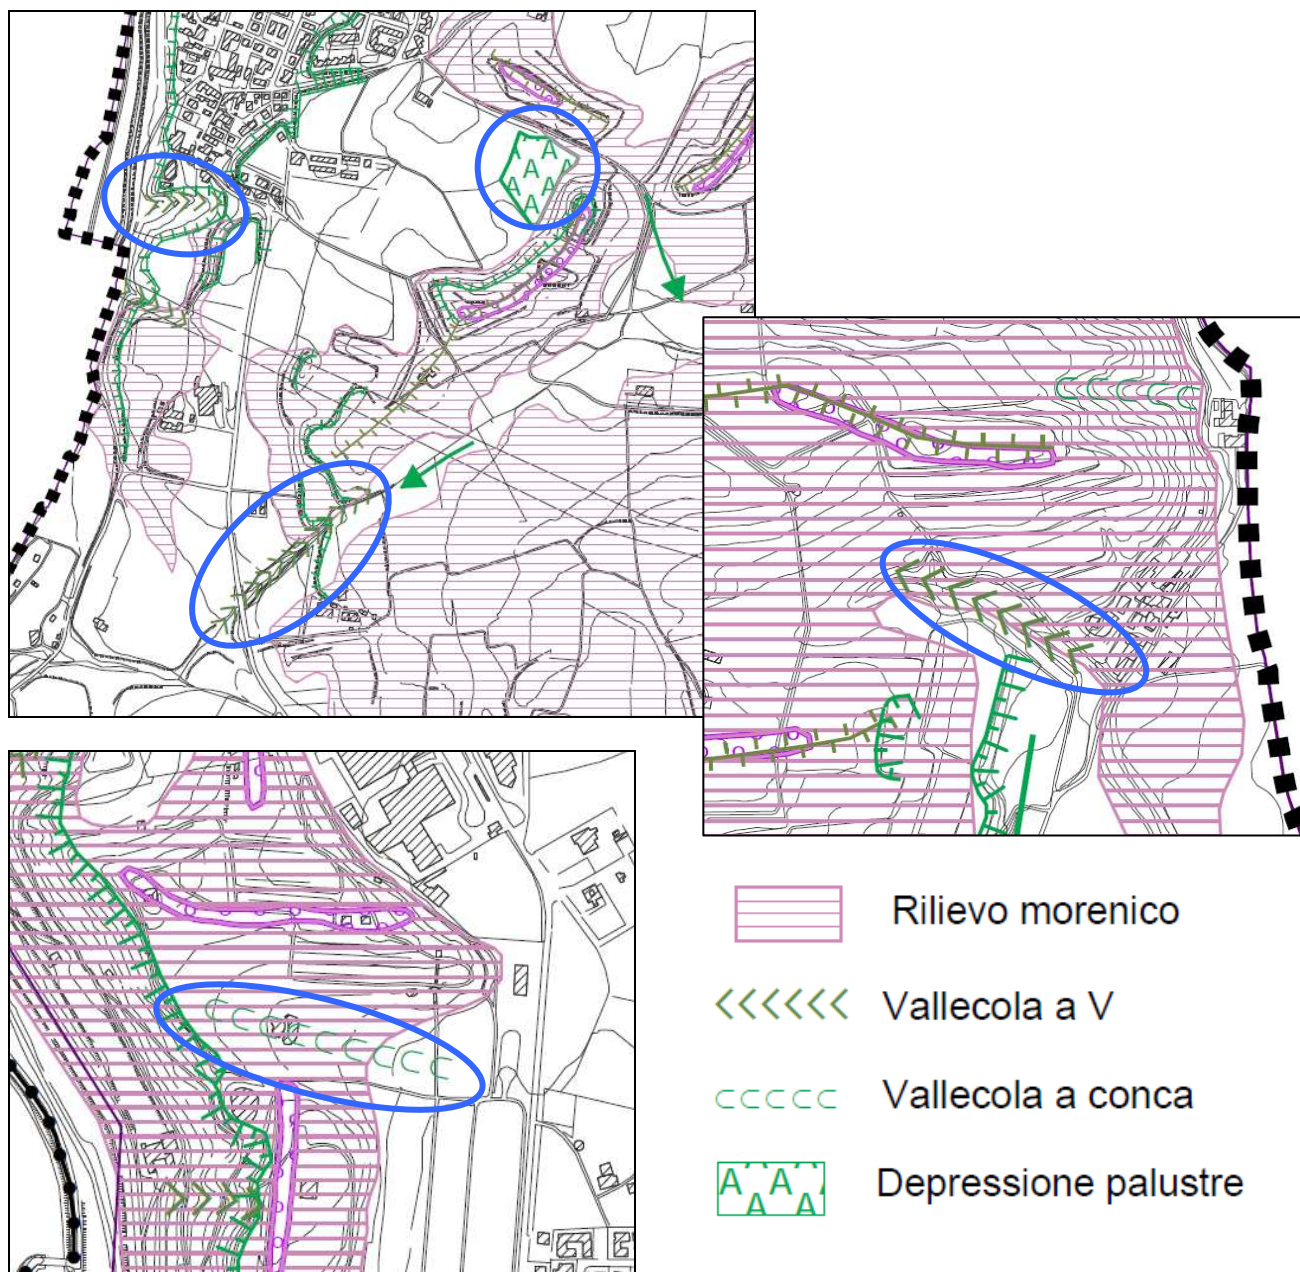 Rilievo morenico
Vallecola a V
Vallecola a conca
Depressione palustre